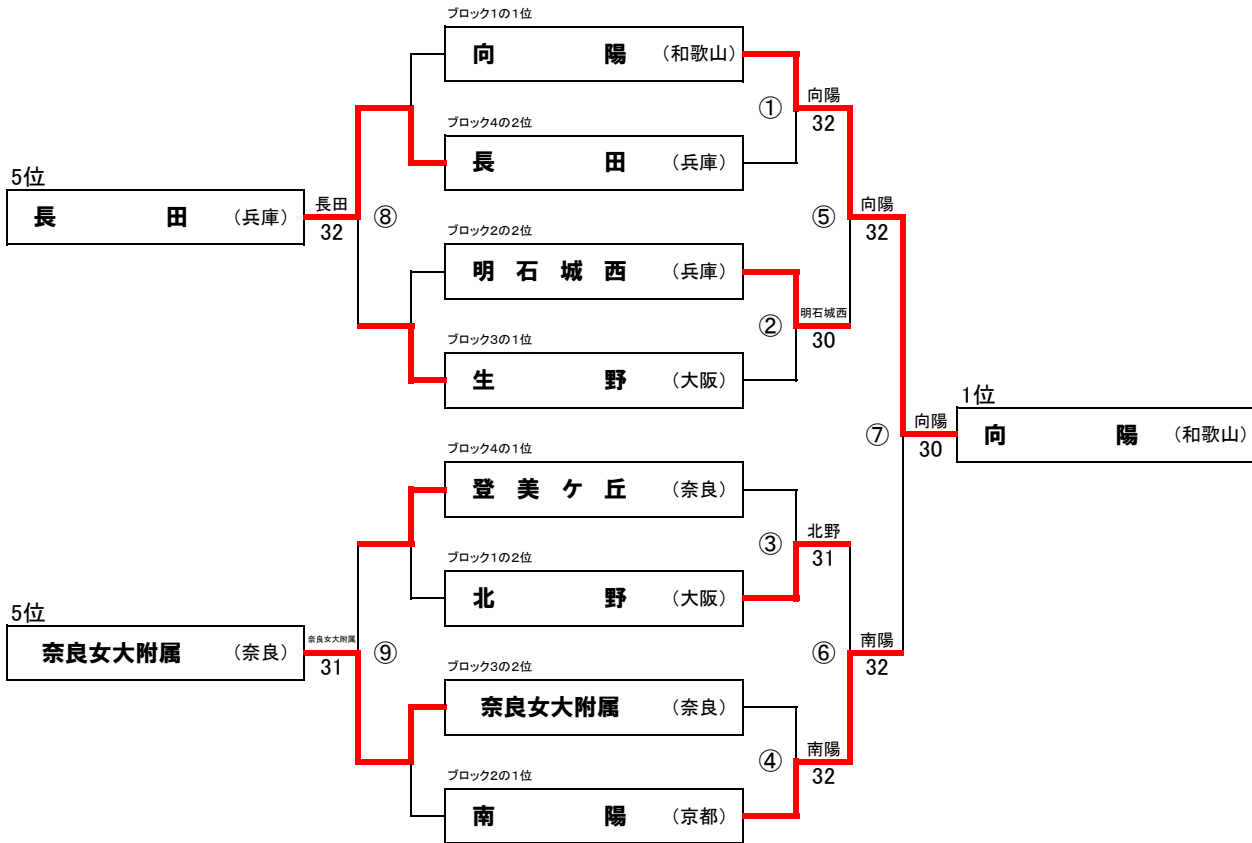 ブロック1の1位
向陽 (和歌山)
① 向陽
32
ブロック4の2位
長田 (兵庫)
5位
長田 (兵庫)
長田
32
⑧
⑤ 向陽
32
ブロック2の2位
明石城西 (兵庫)
② 明石城西
30
ブロック3の1位
生野 (大阪)
⑦ 向陽
30
1位
向陽 (和歌山)
ブロック4の1位
登美ケ丘 (奈良)
③ 北野
31
ブロック1の2位
北野 (大阪)
5位
奈良女大附属 (奈良)
奈良女大附属
31
⑨
⑥ 南陽
32
ブロック3の2位
奈良女大附属 (奈良)
④ 南陽
32
ブロック2の1位
南陽 (京都)